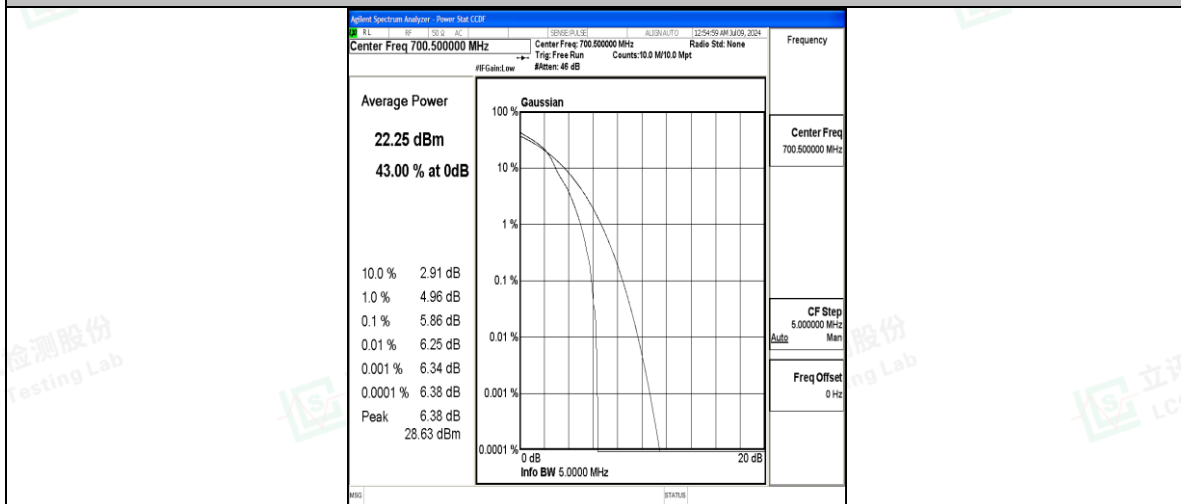 Agilent Spectrum Analyzer - Power Stat CCDF
RL RF 50 Ω AC SENSE:PULSE ALIGN AUTO 12:54:59 AM Jul 09, 2024
Center Freq 700.500000 MHz
Center Freq: 700.500000 MHz Radio Std: None
Trig: Free Run Counts:10.0 M/10.0 Mpt
#IFGain:Low #Atten: 46 dB
Frequency
Average Power
22.25 dBm
43.00 % at 0dB
10.0 % 2.91 dB
1.0 % 4.96 dB
0.1 % 5.86 dB
0.01 % 6.25 dB
0.001 % 6.34 dB
0.0001 % 6.38 dB
Peak 6.38 dB
28.63 dBm
Gaussian
100 %
10 %
1 %
0.1 %
0.01 %
0.001 %
0.0001 %
0 dB 20 dB
Info BW 5.0000 MHz
Center Freq
700.500000 MHz
CF Step
5.000000 MHz
Auto Man
Freq Offset
0 Hz
MSG STATUS
检测股份
Testing Lab
股份
ng Lab
立讯
LCS